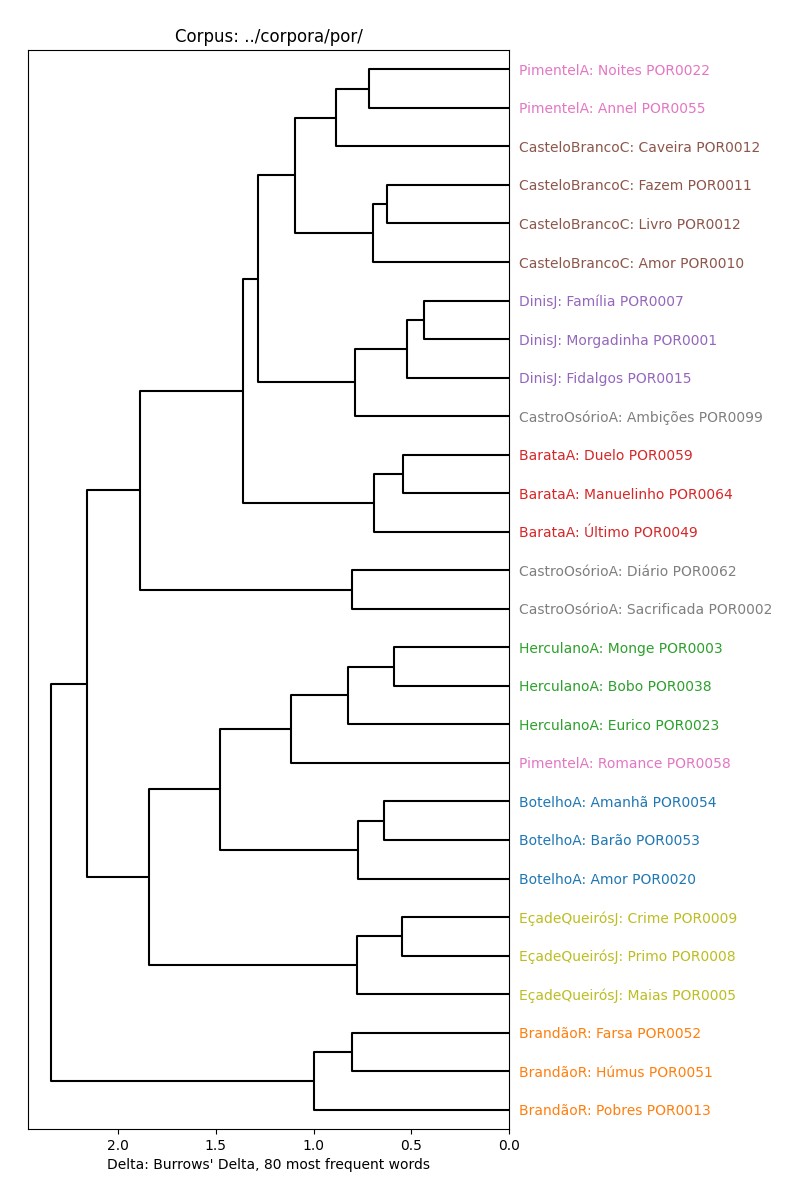 Corpus: ../corpora/por/
PimentelA: Noites POR0022
PimentelA: Annel POR0055
CasteloBrancoC: Caveira POR0012
CasteloBrancoC: Fazem POR0011
CasteloBrancoC: Livro POR0012
CasteloBrancoC: Amor POR0010
DinisJ: Família POR0007
DinisJ: Morgadinha POR0001
DinisJ: Fidalgos POR0015
CastroOsórioA: Ambições POR0099
BarataA: Duelo POR0059
BarataA: Manuelinho POR0064
BarataA: Último POR0049
CastroOsórioA: Diário POR0062
CastroOsórioA: Sacrificada POR0002
HerculanoA: Monge POR0003
HerculanoA: Bobo POR0038
HerculanoA: Eurico POR0023
PimentelA: Romance POR0058
BotelhoA: Amanhã POR0054
BotelhoA: Barão POR0053
BotelhoA: Amor POR0020
EçadeQueirósJ: Crime POR0009
EçadeQueirósJ: Primo POR0008
EçadeQueirósJ: Maias POR0005
BrandãoR: Farsa POR0052
BrandãoR: Húmus POR0051
BrandãoR: Pobres POR0013
2.0 1.5 1.0 0.5 0.0
Delta: Burrows' Delta, 80 most frequent words